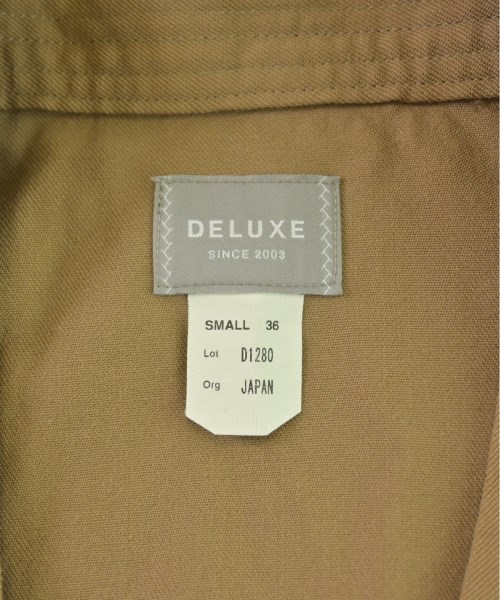 DELUXE
SINCE 2003
SMALL 36
Lot D1280
Org JAPAN